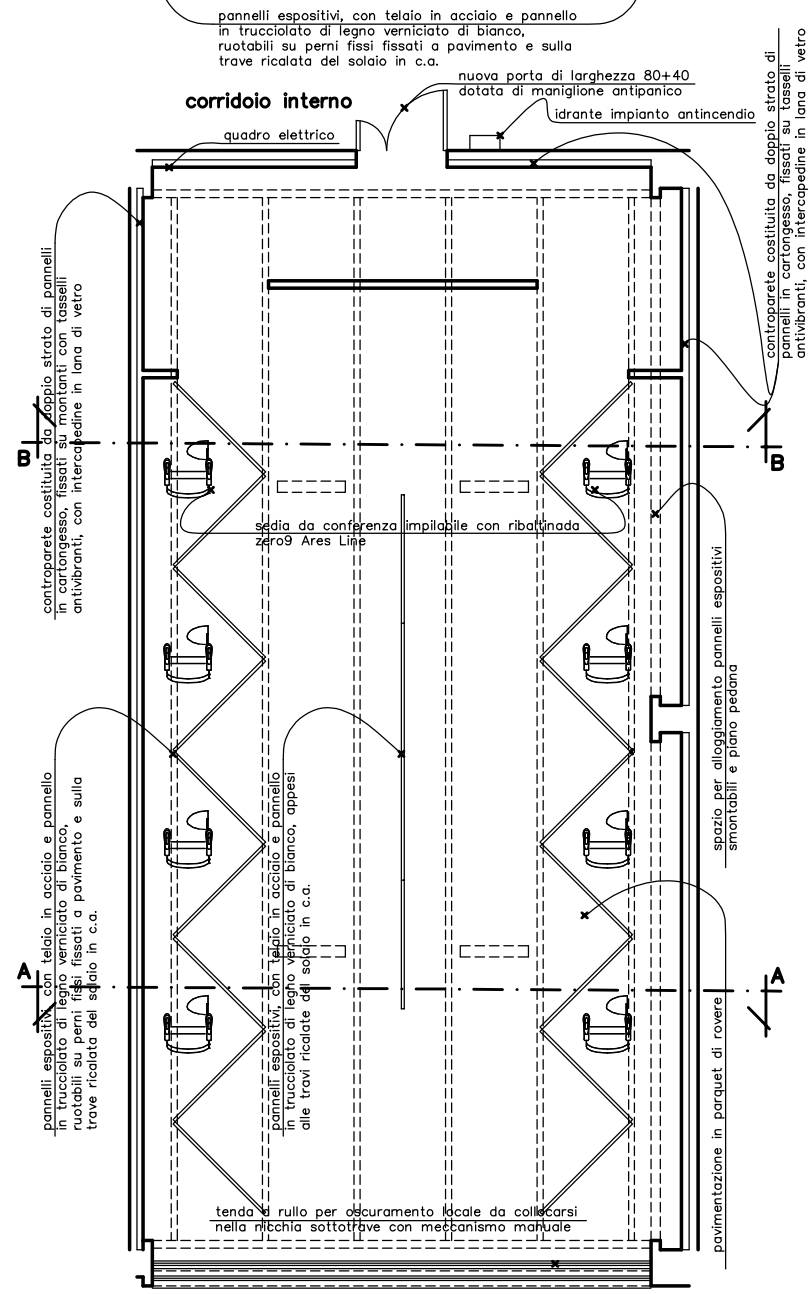 pannelli espositivi, con telaio in acciaio e pannello
in trucciolato di legno verniciato di bianco,
ruotabili su perni fissi fissati a pavimento e sulla
trave ricalata del solaio in c.a.
corridoio interno
nuova porta di larghezza 80+40
dotata di maniglione antipanico
idrante impianto antincendio
quadro elettrico
controparete costituita da doppio strato di
pannelli in cartongesso, fissati su tasselli
antivibranti, con intercapedine in lana di vetro
controparete costituita da doppio strato di pannelli
in cartongesso, fissati su montanti con tasselli
antivibranti, con intercapedine in lana di vetro
B
B
sedia da conferenza impilabile con ribaltinada
zero9 Ares Line
spazio per alloggiamento pannelli espositivi
smontabili e piano pedana
pannelli espositivi, con telaio in acciaio e pannello
in trucciolato di legno verniciato di bianco,
ruotabili su perni fissi fissati a pavimento e sulla
trave ricalata del solaio in c.a.
pannelli espositivi, con telaio in acciaio e pannello
in trucciolato di legno verniciato di bianco, appesi
alle travi ricalate del solaio in c.a.
A
A
pavimentazione in parquet di rovere
tenda a rullo per oscuramento locale da collocarsi
nella nicchia sottotrave con meccanismo manuale